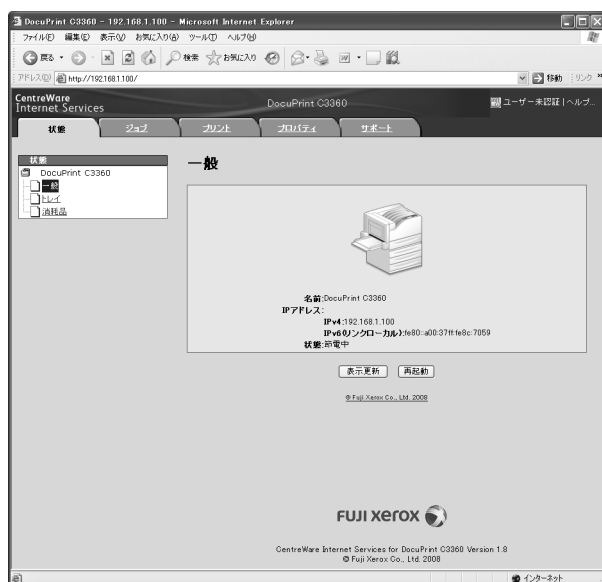 DocuPrint C3360 - 192.168.1.100 - Microsoft Internet Explorer
ファイル(F) 編集(E) 表示(V) お気に入り(A) ツール(T) ヘルプ(H)
戻る 検索 お気に入り
アドレス(D) http://192.168.1.100/ 移動 リンク »
CentreWare
Internet Services
DocuPrint C3360
ユーザー未認証 | ヘルプ...
状態 ジョブ プリント プロパティ サポート
状態
DocuPrint C3360
一般
トレイ
消耗品
一般
名前:DocuPrint C3360
IPアドレス:
IPv4:192.168.1.100
IPv6(リンクローカル):fe80::a00:37ff:fe8c:7059
状態:節電中
表示更新 再起動
© Fuji Xerox Co., Ltd. 2008
FUJI XEROX
CentreWare Internet Services for DocuPrint C3360 Version 1.8
© Fuji Xerox Co., Ltd. 2008
インターネット